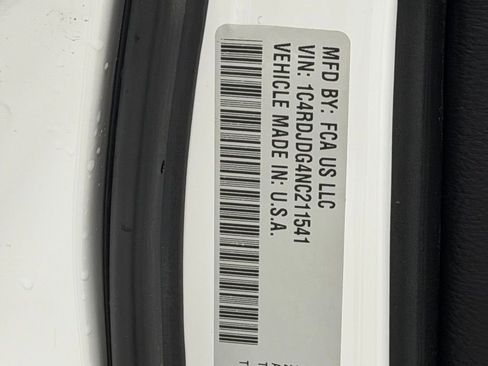 MFD BY: FCA US LLC
VIN: 1C4RDJDG4NC211541
VEHICLE MADE IN: U.S.A.